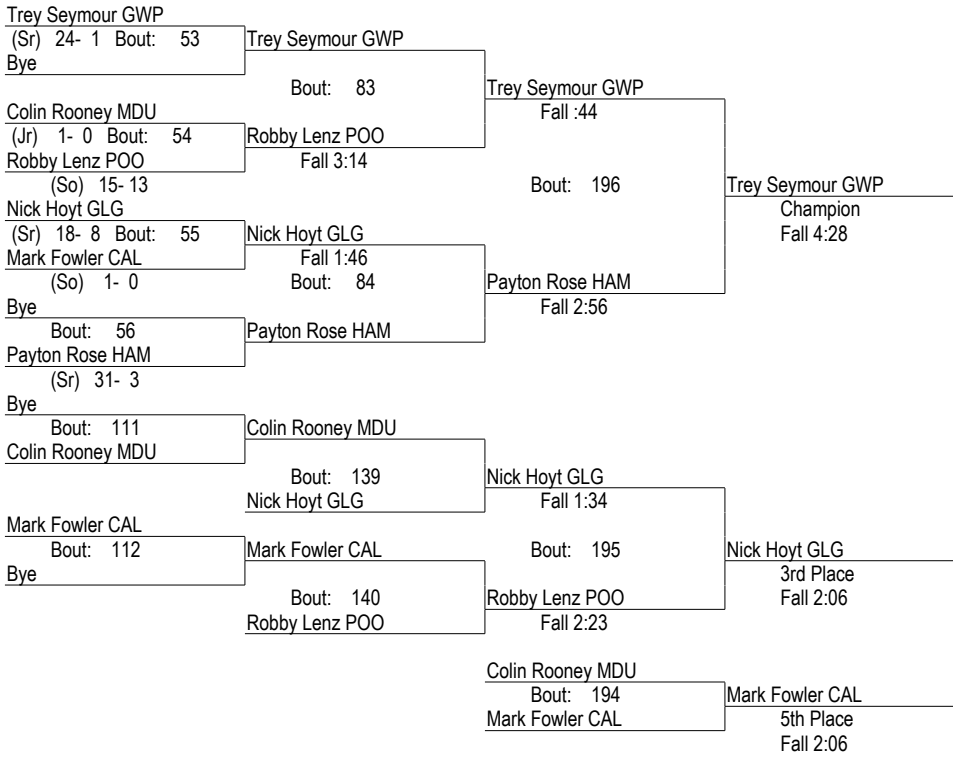 Trey Seymour GWP
(Sr) 24- 1 Bout: 53
Trey Seymour GWP
Bye
Bout: 83
Trey Seymour GWP
Colin Rooney MDU
Fall :44
(Jr) 1- 0 Bout: 54
Robby Lenz POO
Robby Lenz POO
Fall 3:14
(So) 15- 13
Bout: 196
Trey Seymour GWP
Nick Hoyt GLG
Champion
(Sr) 18- 8 Bout: 55
Nick Hoyt GLG
Fall 4:28
Mark Fowler CAL
Fall 1:46
(So) 1- 0
Bout: 84
Payton Rose HAM
Bye
Fall 2:56
Bout: 56
Payton Rose HAM
Payton Rose HAM
(Sr) 31- 3
Bye
Bout: 111
Colin Rooney MDU
Colin Rooney MDU
Bout: 139
Nick Hoyt GLG
Nick Hoyt GLG
Fall 1:34
Mark Fowler CAL
Bout: 112
Mark Fowler CAL
Bout: 195
Nick Hoyt GLG
Bye
3rd Place
Bout: 140
Robby Lenz POO
Fall 2:06
Robby Lenz POO
Fall 2:23
Colin Rooney MDU
Bout: 194
Mark Fowler CAL
Mark Fowler CAL
5th Place
Fall 2:06